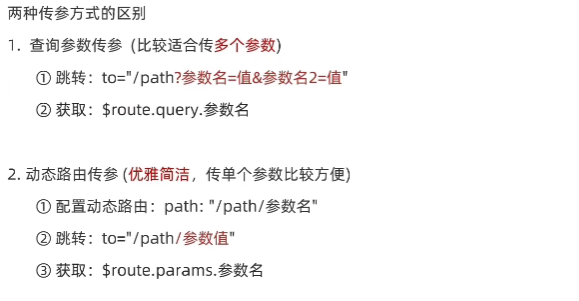 两种传参方式的区别
1. 查询参数传参 (比较适合传多个参数)
① 跳转：to="/path?参数名=值&参数名2=值"
② 获取：$route.query.参数名
2. 动态路由传参 (优雅简洁，传单个参数比较方便)
① 配置动态路由：path: "/path/参数名"
② 跳转：to="/path/参数值"
③ 获取：$route.params.参数名